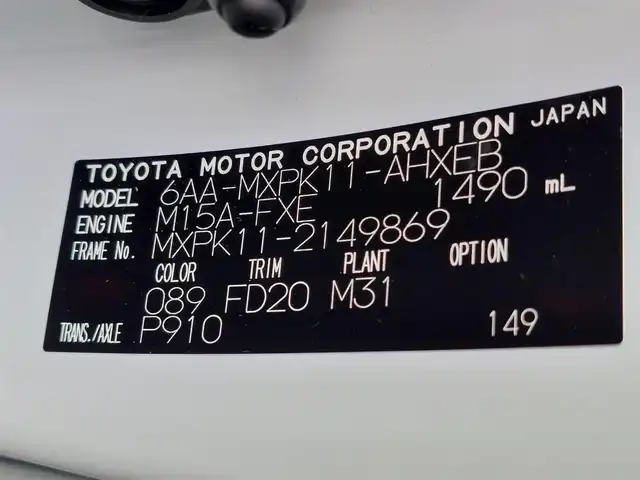 TOYOTA MOTOR CORPORATION JAPAN
MODEL 6AA-MXPK11-AHXEB
ENGINE M15A-FXE 1490 mL
FRAME No. MXPK11-2149869
COLOR TRIM PLANT OPTION
089 FD20 M31
TRANS./AXLE P910 149